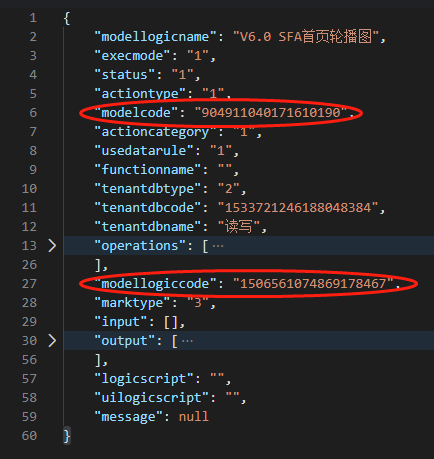 1 {
2 "modellogicname": "V6.0 SFA首页轮播图",
3 "execmode": "1",
4 "status": "1",
5 "actiontype": "1",
6 "modelcode": "904911040171610190",
7 "actioncategory": "1",
8 "usedatarule": "1",
9 "functionname": "",
10 "tenantdbtype": "2",
11 "tenantdbcode": "1533721246188048384",
12 "tenantdbname": "读写",
13 "operations": [ ···
26 ],
27 "modellogiccode": "1506561074869178467",
28 "marktype": "3",
29 "input": [],
30 "output": [ ···
56 ],
57 "logicscript": "",
58 "uilogicscript": "",
59 "message": null
60 }